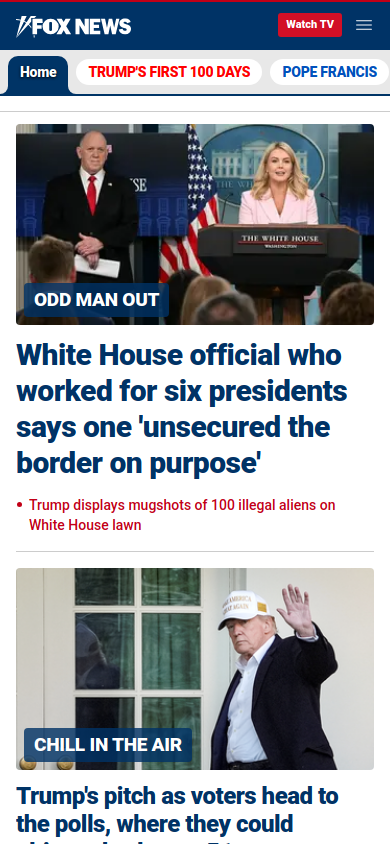 FOX NEWS
Watch TV
Home
TRUMP'S FIRST 100 DAYS
POPE FRANCIS
THE WHITE HOUSE
WASHINGTON
ODD MAN OUT
White House official who
worked for six presidents
says one 'unsecured the
border on purpose'
• Trump displays mugshots of 100 illegal aliens on
White House lawn
CHILL IN THE AIR
Trump's pitch as voters head to
the polls, where they could